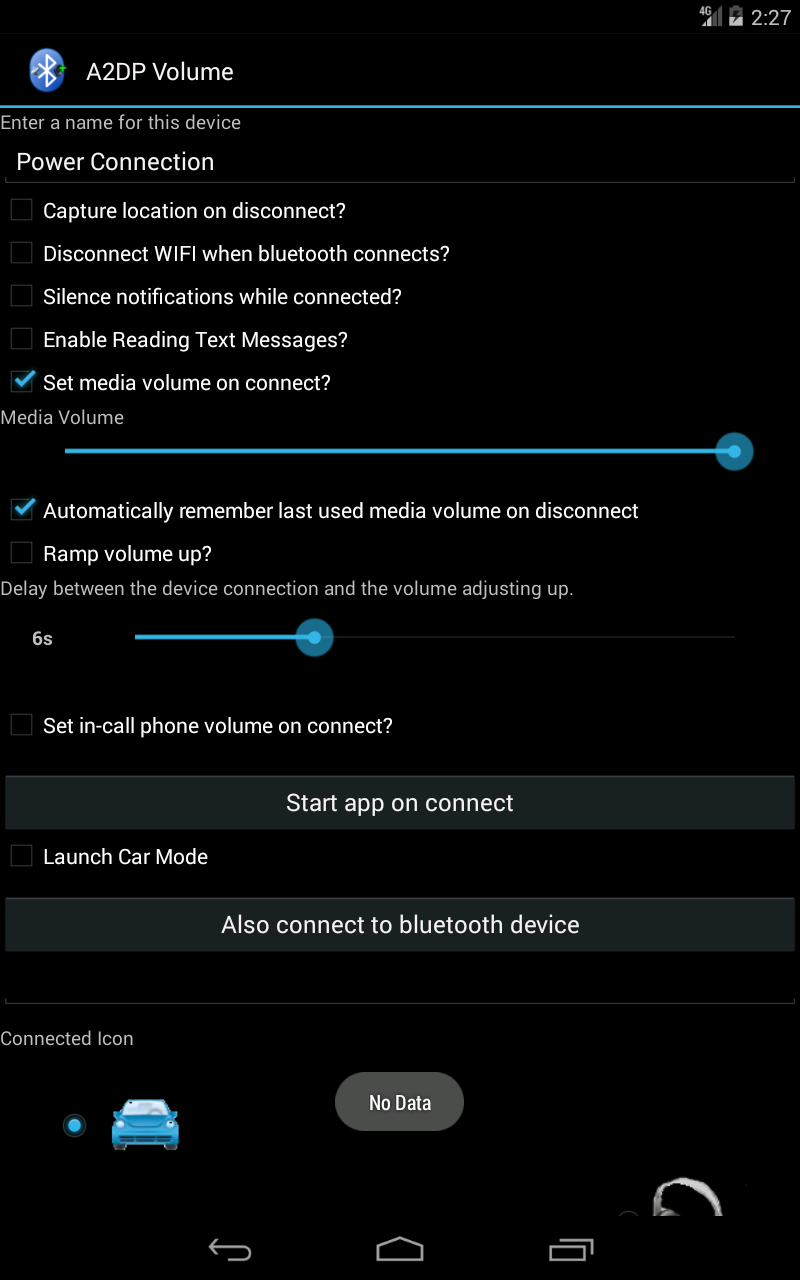 4G 2:27
A2DP Volume
Enter a name for this device
Power Connection
Capture location on disconnect?
Disconnect WIFI when bluetooth connects?
Silence notifications while connected?
Enable Reading Text Messages?
Set media volume on connect?
Media Volume
Automatically remember last used media volume on disconnect
Ramp volume up?
Delay between the device connection and the volume adjusting up.
6s
Set in-call phone volume on connect?
Start app on connect
Launch Car Mode
Also connect to bluetooth device
Connected Icon
No Data